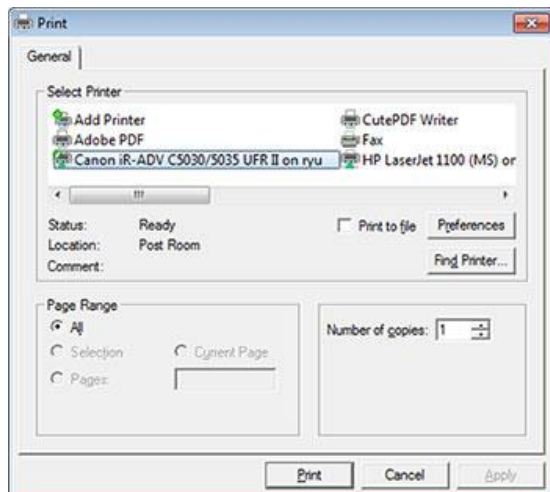 Print
General
Select Printer
Add Printer
CutePDF Writer
Adobe PDF
Fax
Canon iR-ADV C5030/5035 UFR II on ryu
HP LaserJet 1100 (MS) or
Status: Ready
Print to file
Preferences
Location: Post Room
Comment:
Find Printer...
Page Range
All
Number of copies: 1
Selection
Current Page
Pages:
Print
Cancel
Apply